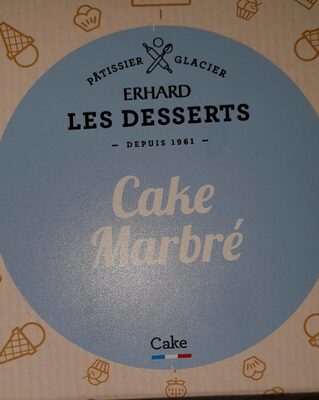 PÂTISSIER GLACIER
ERHARD
LES DESSERTS
- DEPUIS 1961 -
Cake
Marbré
Cake